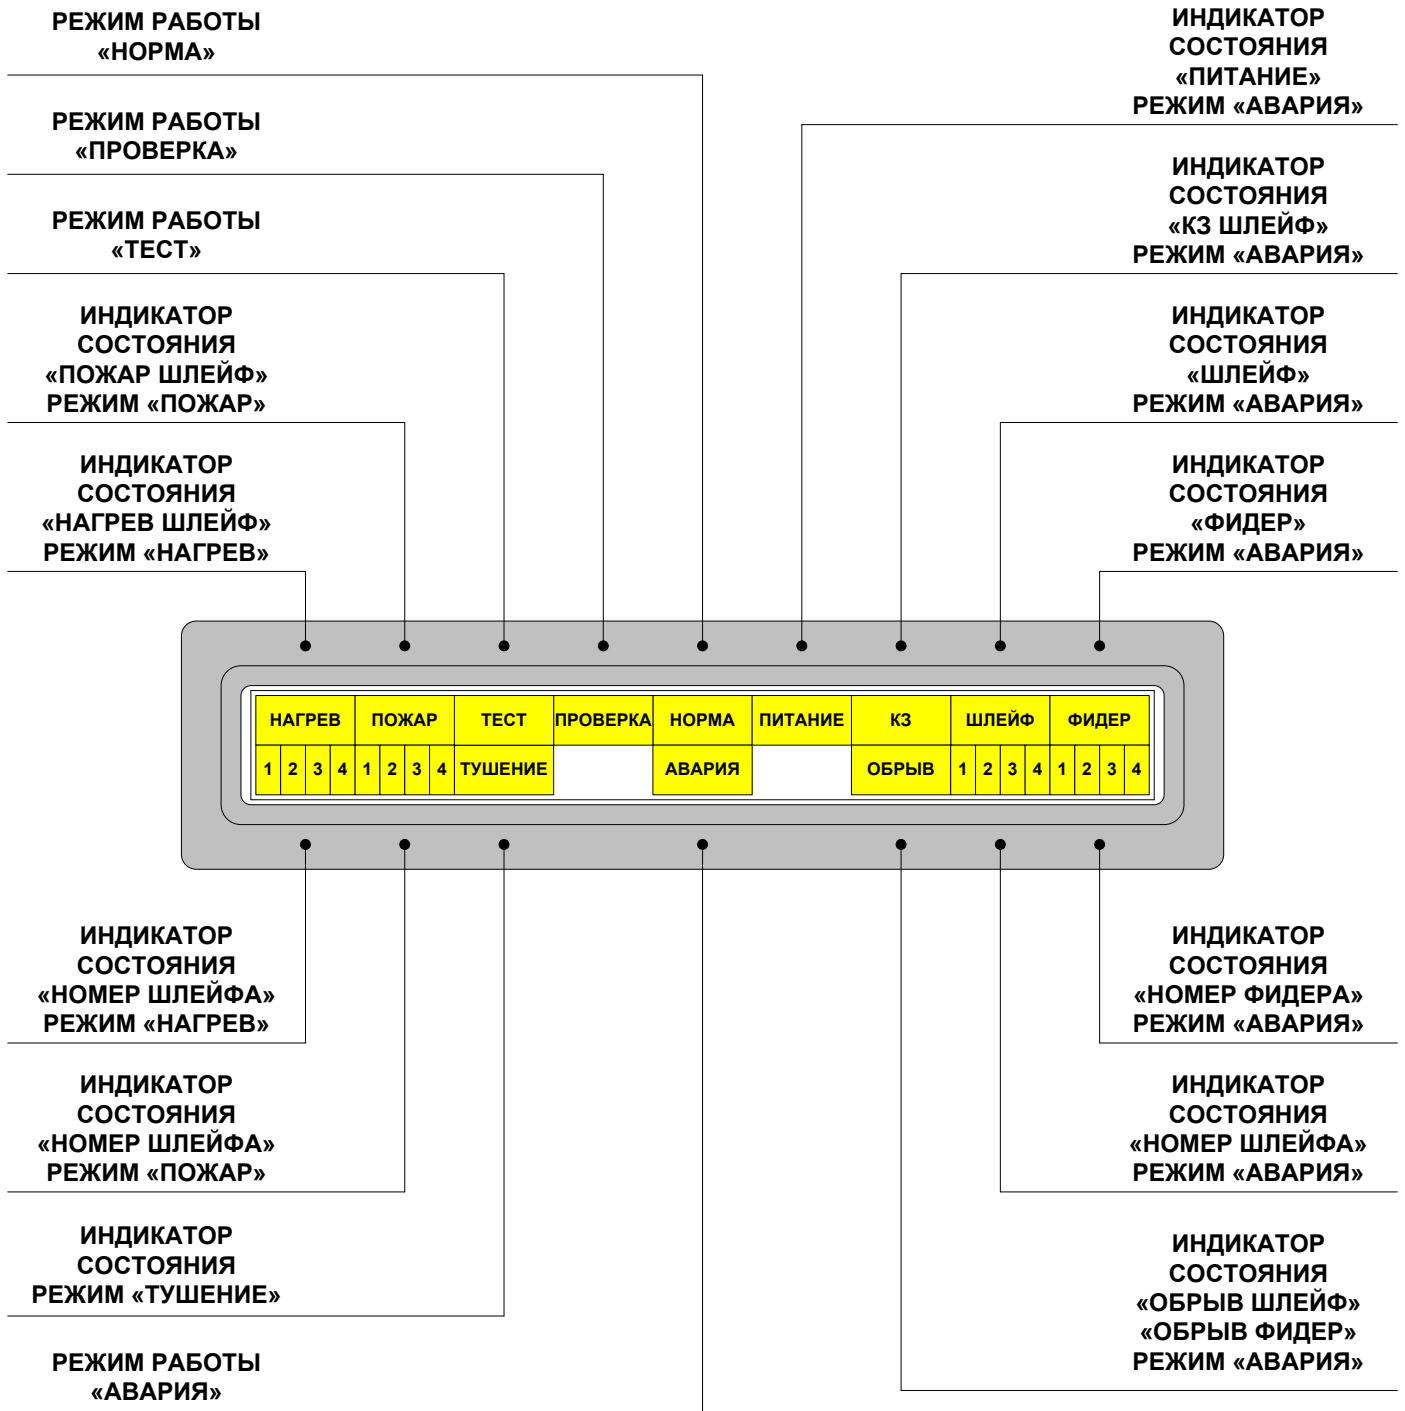 РЕЖИМ РАБОТЫ
«НОРМА»
РЕЖИМ РАБОТЫ
«ПРОВЕРКА»
РЕЖИМ РАБОТЫ
«ТЕСТ»
ИНДИКАТОР
СОСТОЯНИЯ
«ПОЖАР ШЛЕЙФ»
РЕЖИМ «ПОЖАР»
ИНДИКАТОР
СОСТОЯНИЯ
«НАГРЕВ ШЛЕЙФ»
РЕЖИМ «НАГРЕВ»
ИНДИКАТОР
СОСТОЯНИЯ
«ПИТАНИЕ»
РЕЖИМ «АВАРИЯ»
ИНДИКАТОР
СОСТОЯНИЯ
«КЗ ШЛЕЙФ»
РЕЖИМ «АВАРИЯ»
ИНДИКАТОР
СОСТОЯНИЯ
«ШЛЕЙФ»
РЕЖИМ «АВАРИЯ»
ИНДИКАТОР
СОСТОЯНИЯ
«ФИДЕР»
РЕЖИМ «АВАРИЯ»
НАГРЕВ ПОЖАР ТЕСТ ПРОВЕРКА НОРМА ПИТАНИЕ КЗ ШЛЕЙФ ФИДЕР
1 2 3 4 1 2 3 4 ТУШЕНИЕ АВАРИЯ ОБРЫВ 1 2 3 4 1 2 3 4
ИНДИКАТОР
СОСТОЯНИЯ
«НОМЕР ШЛЕЙФА»
РЕЖИМ «НАГРЕВ»
ИНДИКАТОР
СОСТОЯНИЯ
«НОМЕР ШЛЕЙФА»
РЕЖИМ «ПОЖАР»
ИНДИКАТОР
СОСТОЯНИЯ
РЕЖИМ «ТУШЕНИЕ»
РЕЖИМ РАБОТЫ
«АВАРИЯ»
ИНДИКАТОР
СОСТОЯНИЯ
«НОМЕР ФИДЕРА»
РЕЖИМ «АВАРИЯ»
ИНДИКАТОР
СОСТОЯНИЯ
«НОМЕР ШЛЕЙФА»
РЕЖИМ «АВАРИЯ»
ИНДИКАТОР
СОСТОЯНИЯ
«ОБРЫВ ШЛЕЙФ»
«ОБРЫВ ФИДЕР»
РЕЖИМ «АВАРИЯ»